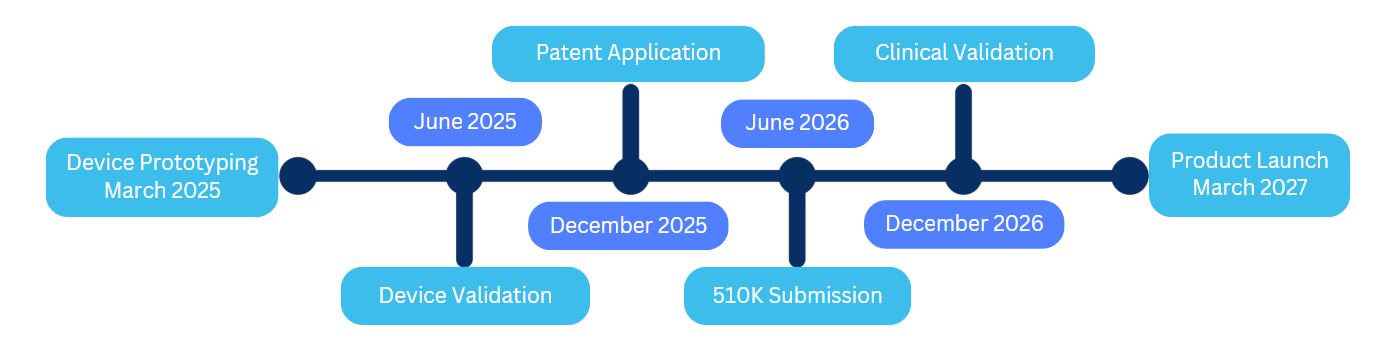 Device Prototyping
March 2025
June 2025
Device Validation
Patent Application
December 2025
June 2026
510K Submission
Clinical Validation
December 2026
Product Launch
March 2027